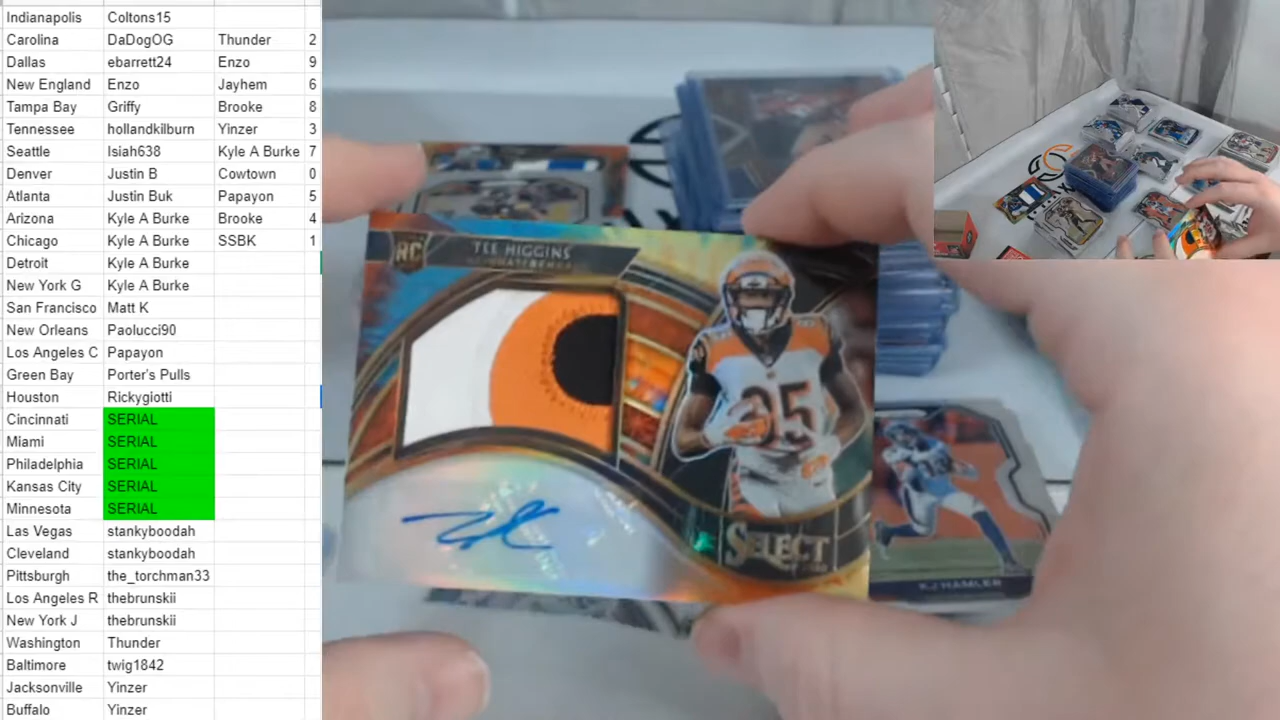 Indianapolis Coltons15
Carolina DaDogOG Thunder 2
Dallas ebarrett24 Enzo 9
New England Enzo Jayhem 6
Tampa Bay Griffy Brooke 8
Tennessee hollandkilburn Yinzer 3
Seattle Isiah638 Kyle A Burke 7
Denver Justin B Cowtown 0
Atlanta Justin Buk Papayon 5
Arizona Kyle A Burke Brooke 4
Chicago Kyle A Burke SSBK 1
Detroit Kyle A Burke
New York G Kyle A Burke
San Francisco Matt K
New Orleans Paolucci90
Los Angeles C Papayon
Green Bay Porter's Pulls
Houston Rickygiotti
Cincinnati SERIAL
Miami SERIAL
Philadelphia SERIAL
Kansas City SERIAL
Minnesota SERIAL
Las Vegas stankyboodah
Cleveland stankyboodah
Pittsburgh the_torchman33
Los Angeles R thebrunskii
New York J thebrunskii
Washington Thunder
Baltimore twig1842
Jacksonville Yinzer
Buffalo Yinzer
RC
TEE HIGGINS
85
SELECT
KJ HAMLER